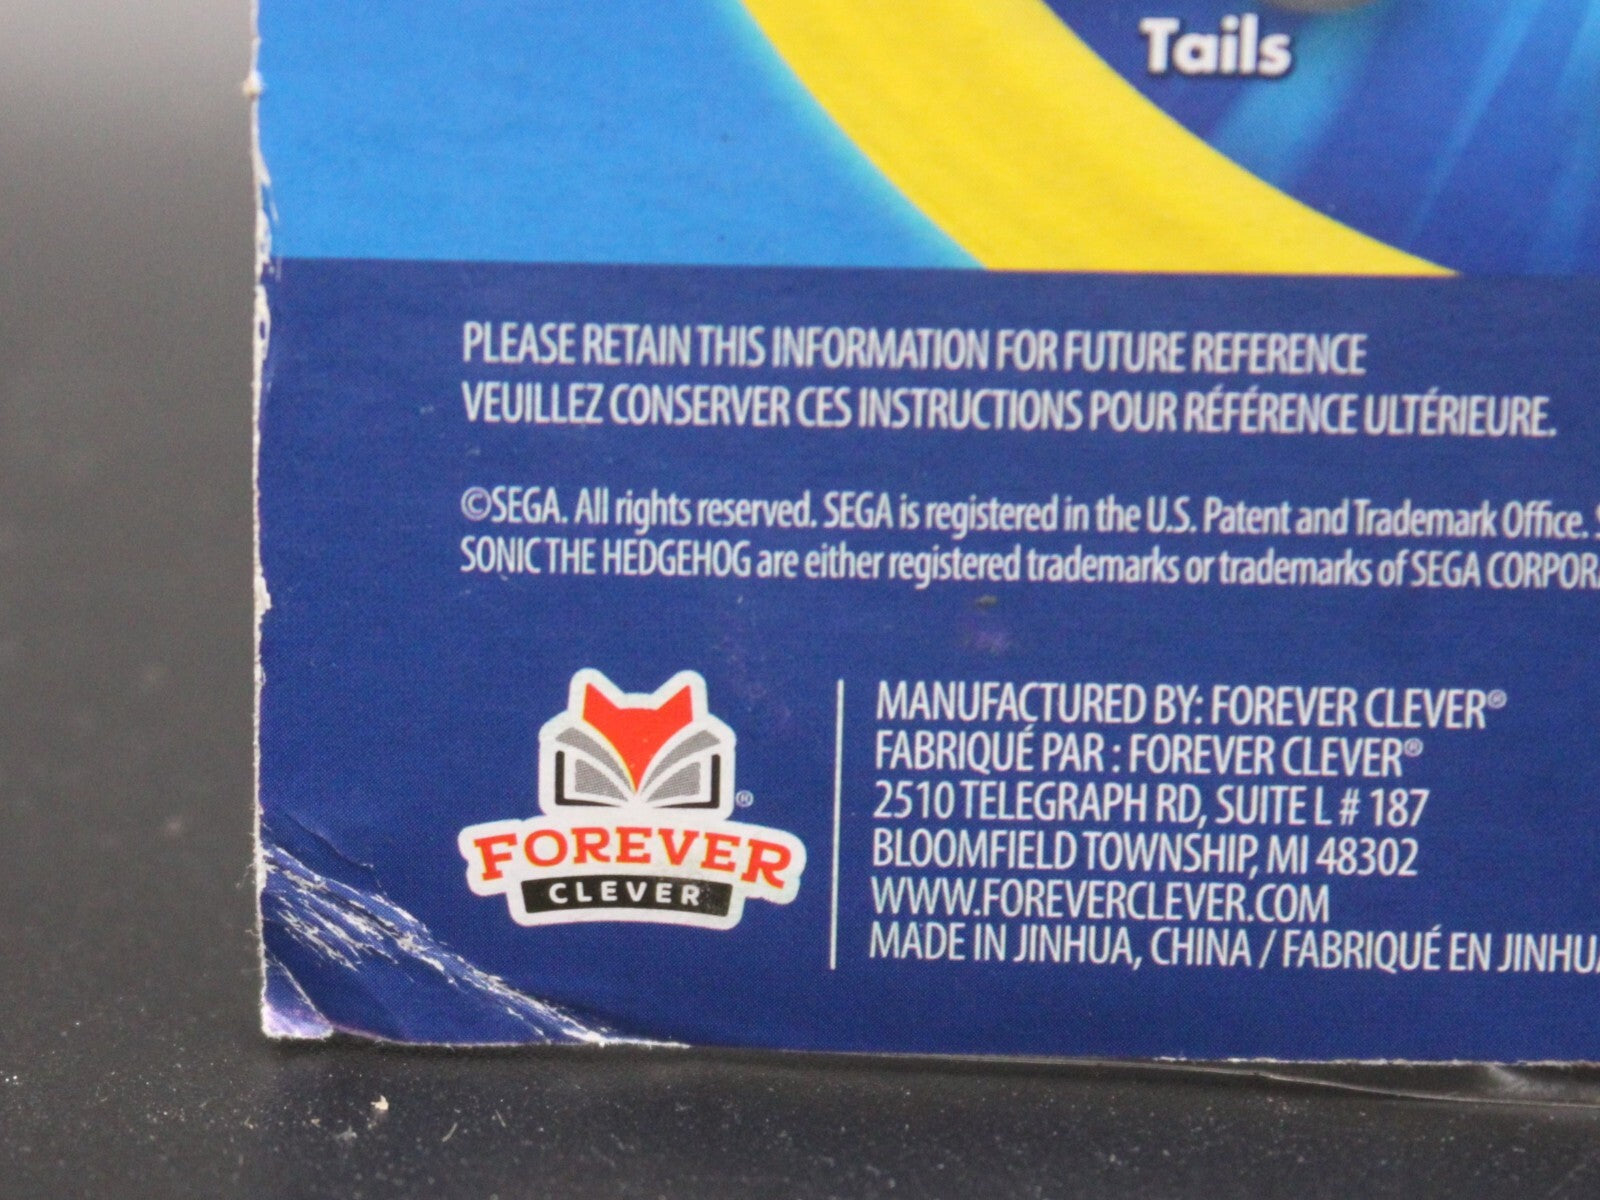 Tails
PLEASE RETAIN THIS INFORMATION FOR FUTURE REFERENCE
VEUILLEZ CONSERVER CES INSTRUCTIONS POUR RÉFÉRENCE ULTÉRIEURE.
©SEGA. All rights reserved. SEGA is registered in the U.S. Patent and Trademark Office.
SONIC THE HEDGEHOG are either registered trademarks or trademarks of SEGA
FOREVER
CLEVER
®
MANUFACTURED BY: FOREVER CLEVER®
FABRIQUÉ PAR : FOREVER CLEVER®
2510 TELEGRAPH RD, SUITE L # 187
BLOOMFIELD TOWNSHIP, MI 48302
WWW.FOREVERCLEVER.COM
MADE IN JINHUA, CHINA / FABRIQUÉ EN